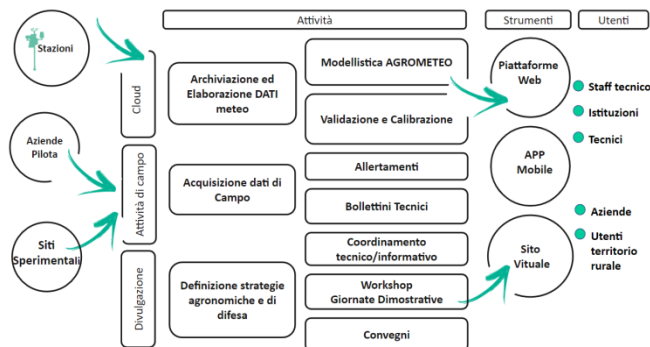 Attività
Strumenti
Utenti
Stazioni
Cloud
Archiviazione ed
Elaborazione DATI
meteo
Modellistica AGROMETEO
Validazione e Calibrazione
Piattaforme
Web
Staff tecnico
Istituzioni
Tecnici
Aziende
Pilota
Attività di campo
Acquisizione dati di
Campo
Allertamenti
Bollettini Tecnici
APP
Mobile
Siti
Sperimentali
Divulgazione
Definizione strategie
agronomiche e di
difesa
Coordinamento
tecnico/informativo
Workshop
Giornate Dimostrative
Convegni
Sito
Vituale
Aziende
Utenti
territorio
rurale